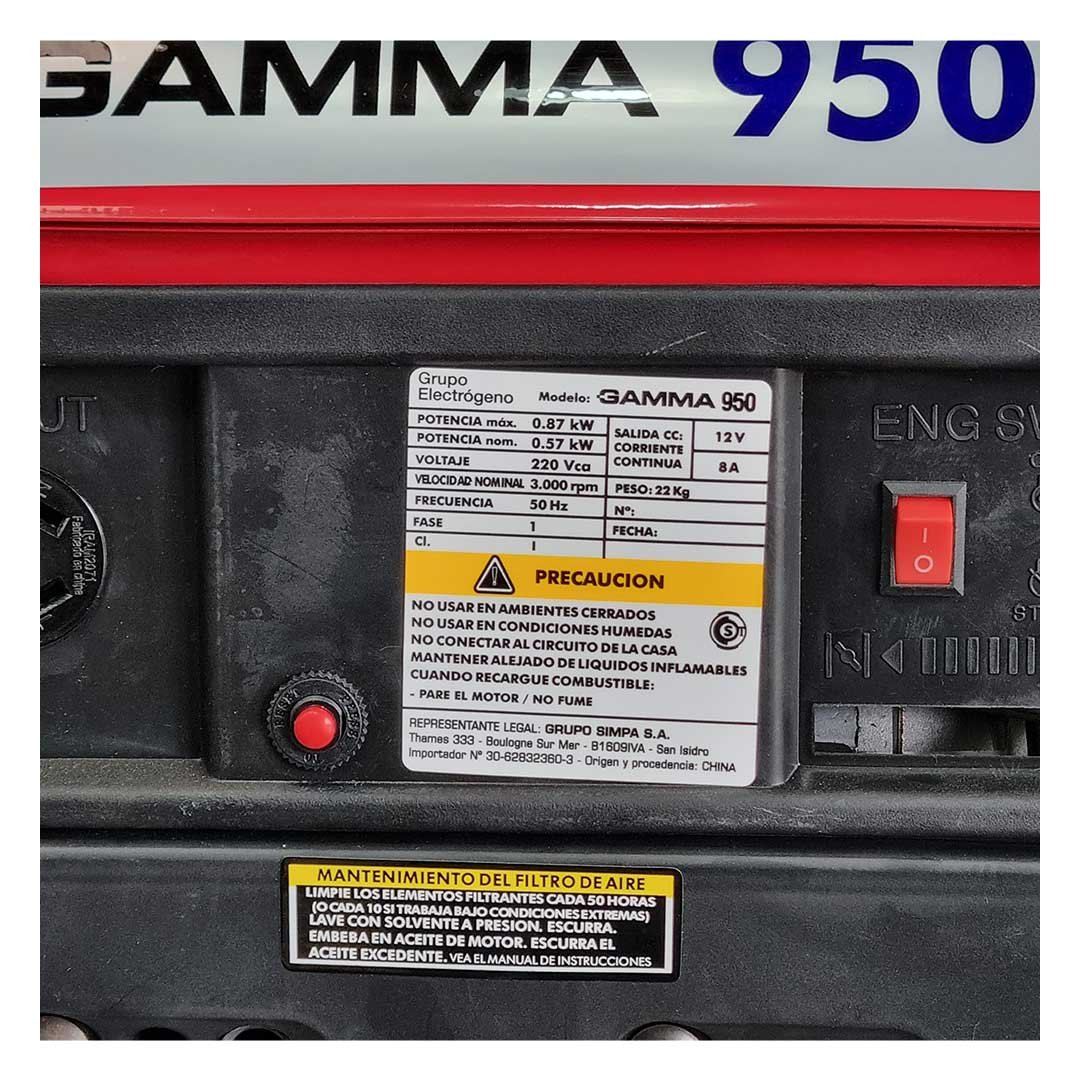 GAMMA 950
UT
ENG SW
Grupo
Electrógeno Modelo: GAMMA 950
POTENCIA máx. 0.87 kW
POTENCIA nom. 0.57 kW
VOLTAJE 220 Vca
VELOCIDAD NOMINAL 3.000 rpm
FRECUENCIA 50 Hz
FASE 1
Cl. I
SALIDA CC: 12 V
CORRIENTE
CONTINUA 8 A
PESO: 22 Kg
Nº:
FECHA:
PRECAUCION
NO USAR EN AMBIENTES CERRADOS
NO USAR EN CONDICIONES HUMEDAS
NO CONECTAR AL CIRCUITO DE LA CASA
MANTENER ALEJADO DE LIQUIDOS INFLAMABLES
CUANDO RECARGUE COMBUSTIBLE:
- PARE EL MOTOR / NO FUME
REPRESENTANTE LEGAL: GRUPO SIMPA S.A.
Thames 333 - Boulogne Sur Mer - B1609IVA - San Isidro
Importador Nº 30-62832360-3 - Origen y procedencia: CHINA
IRAM2071
Fabricado en china
RESET
PRESS
TO
ST
MANTENIMIENTO DEL FILTRO DE AIRE
LIMPIE LOS ELEMENTOS FILTRANTES CADA 50 HORAS
(O CADA 10 SI TRABAJA BAJO CONDICIONES EXTREMAS)
LAVE CON SOLVENTE A PRESION. ESCURRA.
EMBEBA EN ACEITE DE MOTOR. ESCURRA EL
ACEITE EXCEDENTE. VEA EL MANUAL DE INSTRUCCIONES